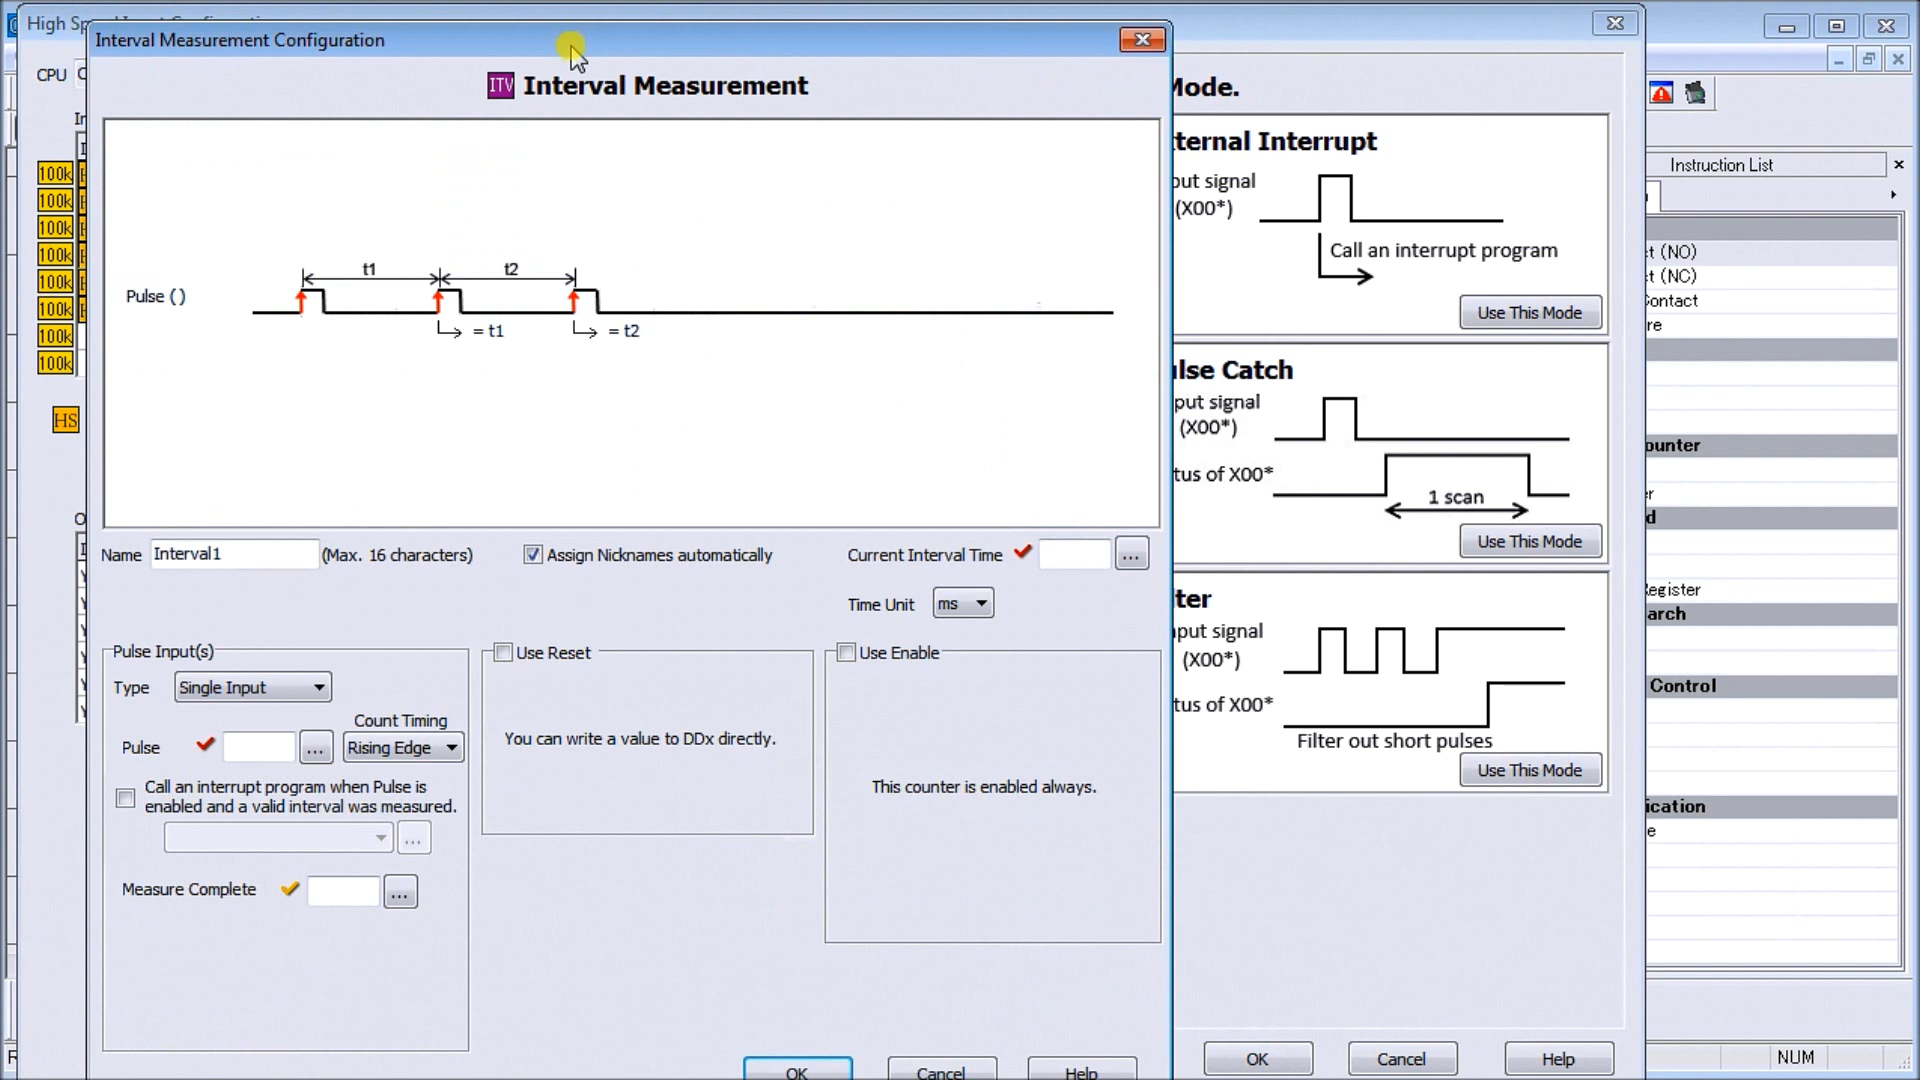 High Sp
Interval Measurement Configuration
CPU
ITV Interval Measurement
t1
t2
Pulse ()
= t1
= t2
Name
Interval1
(Max. 16 characters)
Assign Nicknames automatically
Current Interval Time
...
Time Unit
ms
Pulse Input(s)
Type
Single Input
Count Timing
Pulse
...
Rising Edge
Call an interrupt program when Pulse is
enabled and a valid interval was measured.
...
Measure Complete
...
Use Reset
You can write a value to DDx directly.
Use Enable
This counter is enabled always.
OK
Cancel
Help
100k
100k
100k
100k
100k
100k
100k
100k
HS
Mode.
ternal Interrupt
put signal
(X00*)
Call an interrupt program
Use This Mode
ulse Catch
put signal
(X00*)
tus of X00*
1 scan
Use This Mode
ter
nput signal
(X00*)
tus of X00*
Filter out short pulses
Use This Mode
OK
Cancel
Help
Instruction List
t (NO)
t (NC)
Contact
re
ounter
r
d
Register
arch
Control
ication
e
NUM